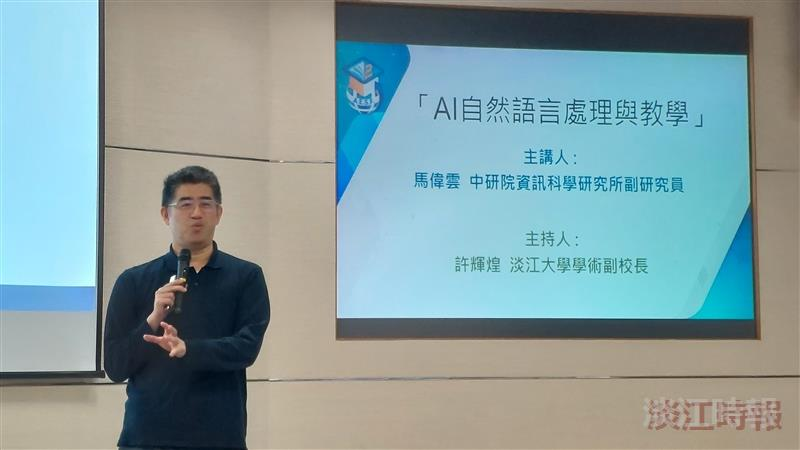 「AI自然語言處理與教學」
主講人：
馬偉雲 中研院資訊科學研究所副研究員
主持人：
許輝煌 淡江大學學術副校長
淡江時報